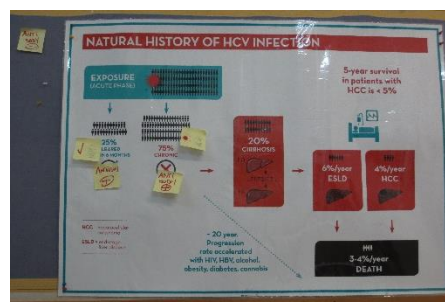 NATURAL HISTORY OF HCV INFECTION
EXPOSURE
(ACUTE PHASE)
5-year survival
in patients with
HCC is < 5%
25%
75%
CHRONIC
20%
CIRRHOSIS
6%/year
ESLD
4%/year
HCC
HCC
ESLD
~ 20 year
Progression
rate accelerated
with HIV, HBV, alcohol,
obesity, diabetes, cannabis
3-4%/year
DEATH